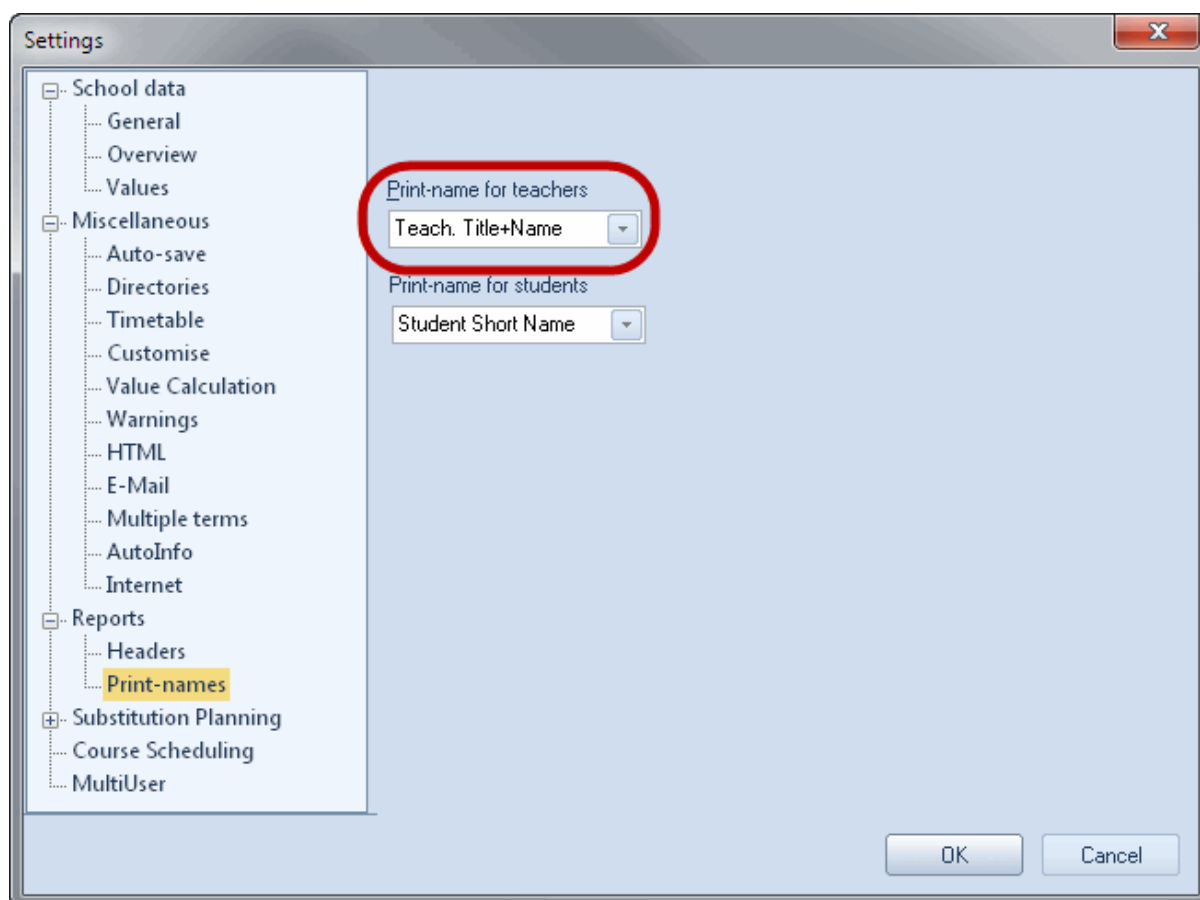 Settings
School data
General
Overview
Values
Miscellaneous
Auto-save
Directories
Timetable
Customise
Value Calculation
Warnings
HTML
E-Mail
Multiple terms
AutoInfo
Internet
Reports
Headers
Print-names
Substitution Planning
Course Scheduling
MultiUser
Print-name for teachers
Teach. Title+Name
Print-name for students
Student Short Name
OK
Cancel